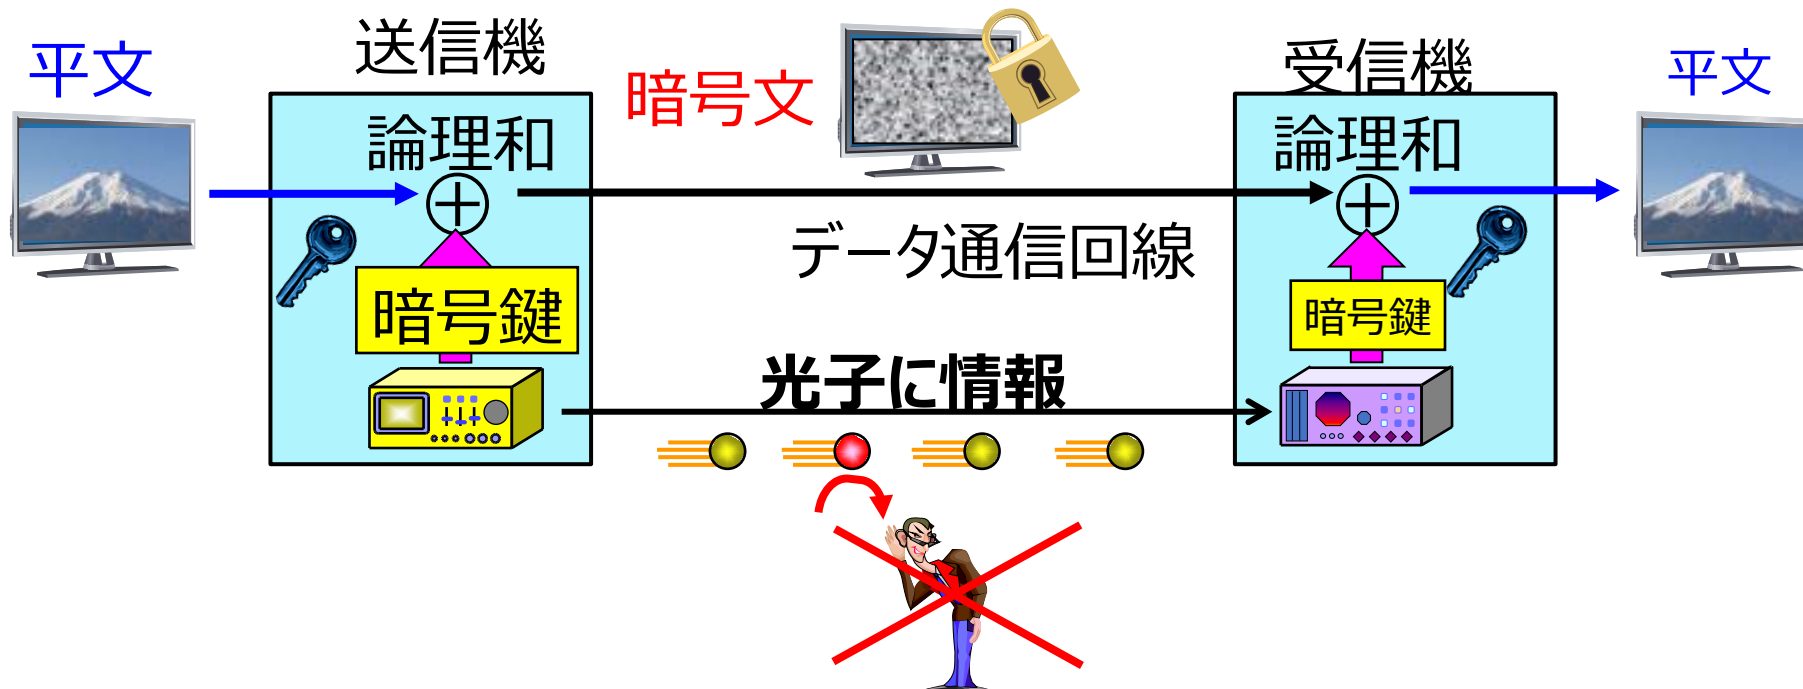 平文
送信機
論理和
暗号鍵
暗号文
データ通信回線
光子に情報
受信機
論理和
暗号鍵
平文